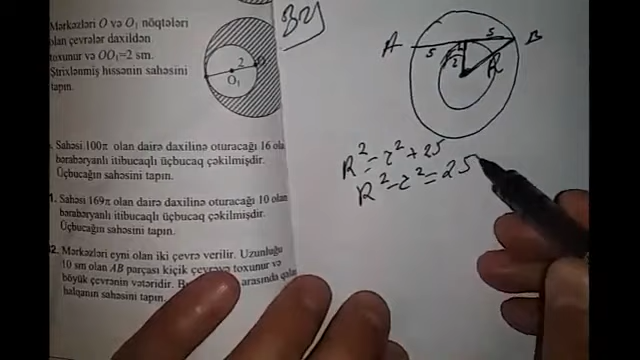 Mərkəzləri O və O₁ nöqtələri
olan çevrələr daxildən
toxunur və OO₁=2 sm.
Ştrixlənmiş hissənin sahəsini
tapın.
2
O₁
Sahəsi 100π olan dairə daxilinə oturacağı 16 olan
bərabəryanlı itibucaqlı üçbucaq çəkilmişdir.
Üçbucağın sahəsini tapın.
1. Sahəsi 169π olan dairə daxilinə oturacağı 10 olan
bərabəryanlı itibucaqlı üçbucaq çəkilmişdir.
Üçbucağın sahəsini tapın.
2. Mərkəzləri eyni olan iki çevrə verilir. Uzunluğu
10 sm olan AB parçası kiçik çevrəyə toxunur və
böyük çevrənin vətəridir. arasında
halqanın sahəsini tapın.
A
5
5
B
r
R
R² = r² + 25
R² - r² = 25